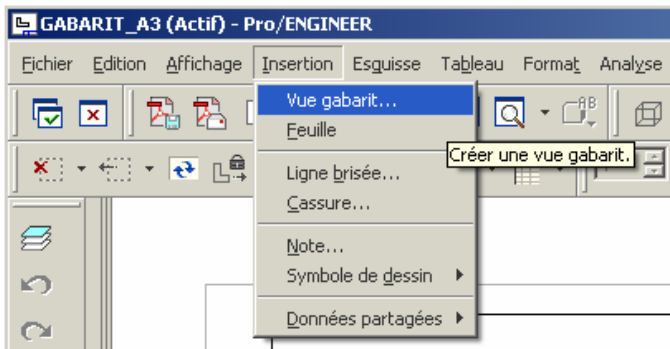 GABARIT_A3 (Actif) - Pro/ENGINEER
Fichier Edition Affichage Insertion Esquisse Tableau Format Analyse
Vue gabarit...
AB
Feuille
Créer une vue gabarit.
Ligne brisée...
Cassure...
Note...
Symbole de dessin
Données partagées